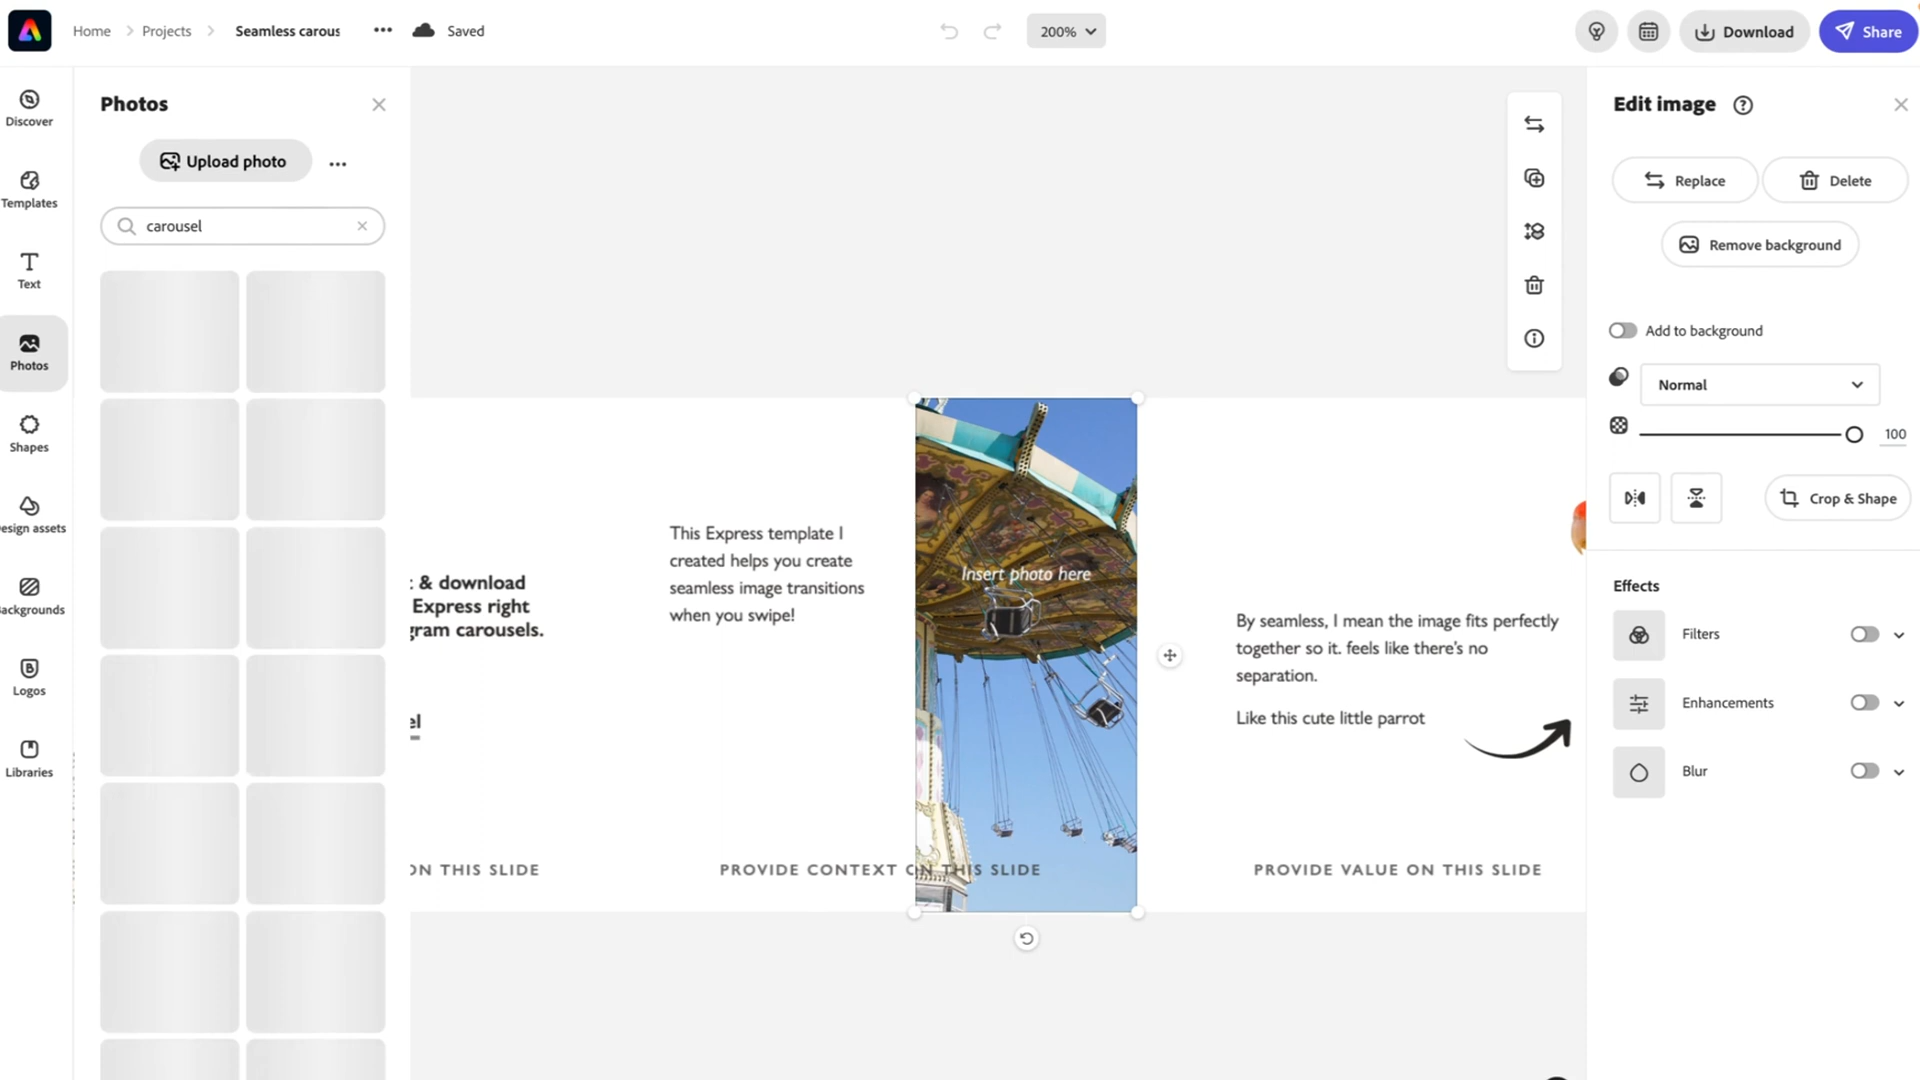 Home
Projects
Seamless carous
Saved
200%
Download
Share
Discover
Templates
Text
Photos
Shapes
Design assets
Backgrounds
Logos
Libraries
Photos
Upload photo
carousel
t & download
Express right
gram carousels.
el
ON THIS SLIDE
This Express template I
created helps you create
seamless image transitions
when you swipe!
PROVIDE CONTEXT ON THIS SLIDE
Insert photo here
By seamless, I mean the image fits perfectly
together so it. feels like there's no
separation.
Like this cute little parrot
PROVIDE VALUE ON THIS SLIDE
Edit image
Replace
Delete
Remove background
Add to background
Normal
100
Crop & Shape
Effects
Filters
Enhancements
Blur